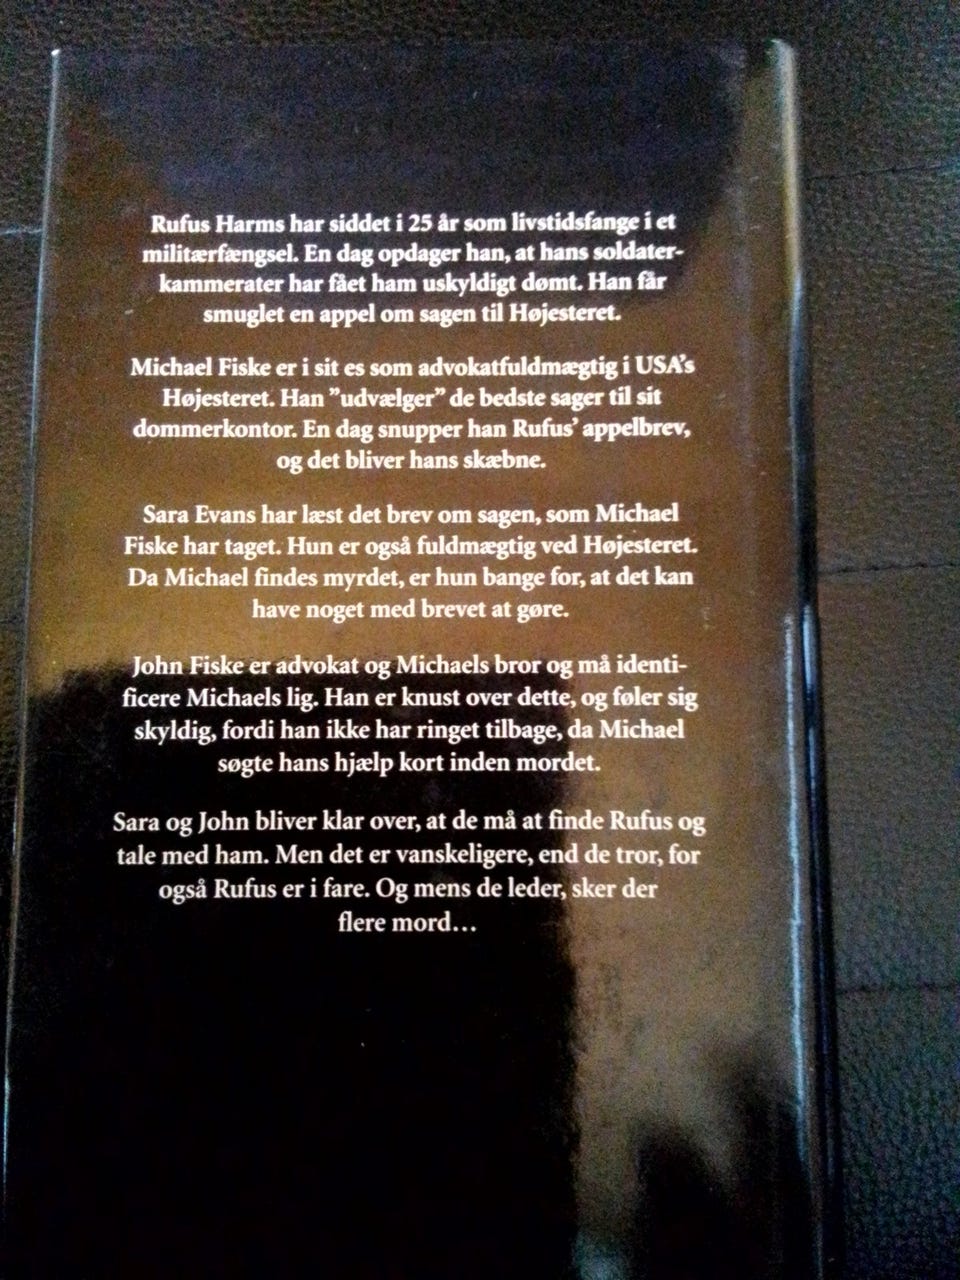 Rufus Harms har siddet i 25 år som livstidsfange i et
militærfængsel. En dag opdager han, at hans soldater-
kammerater har fået ham uskyldigt dømt. Han får
smuglet en appel om sagen til Højesteret.
Michael Fiske er i sit es som advokatfuldmægtig i USA's
Højesteret. Han ”udvælger” de bedste sager til sit
dommerkontor. En dag snupper han Rufus’ appelbrev,
og det bliver hans skæbne.
Sara Evans har læst det brev om sagen, som Michael
Fiske har taget. Hun er også fuldmægtig ved Højesteret.
Da Michael findes myrdet, er hun bange for, at det kan
have noget med brevet at gøre.
John Fiske er advokat og Michaels bror og må identi-
ficere Michaels lig. Han er knust over dette, og føler sig
skyldig, fordi han ikke har ringet tilbage, da Michael
søgte hans hjælp kort inden mordet.
Sara og John bliver klar over, at de må at finde Rufus og
tale med ham. Men det er vanskeligere, end de tror, for
også Rufus er i fare. Og mens de leder, sker der
flere mord…